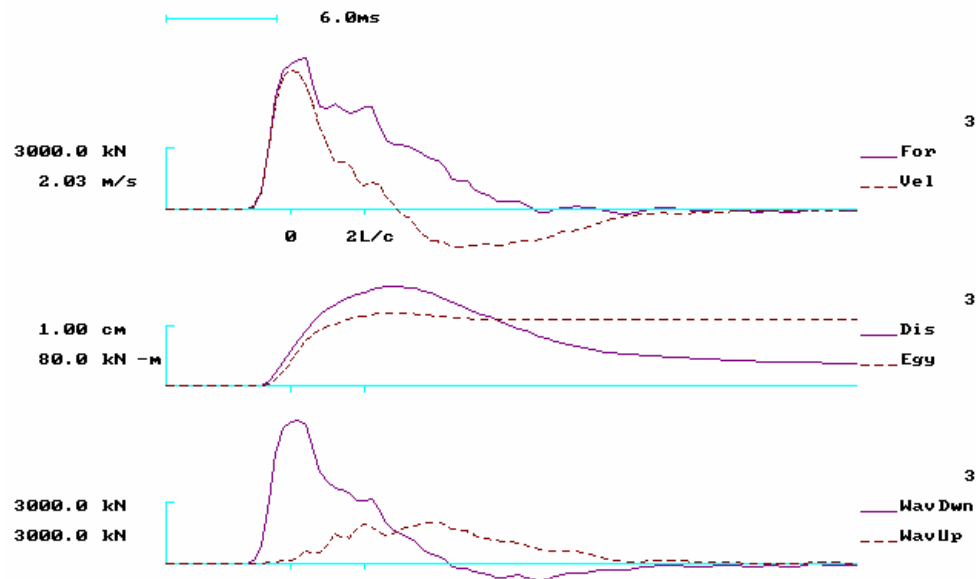 6.0ms
3
3000.0 kN
For
2.03 m/s
Vel
0 2L/c
3
1.00 cm
Dis
80.0 kN -m
Egy
3
3000.0 kN
WavDwn
3000.0 kN
WavUp